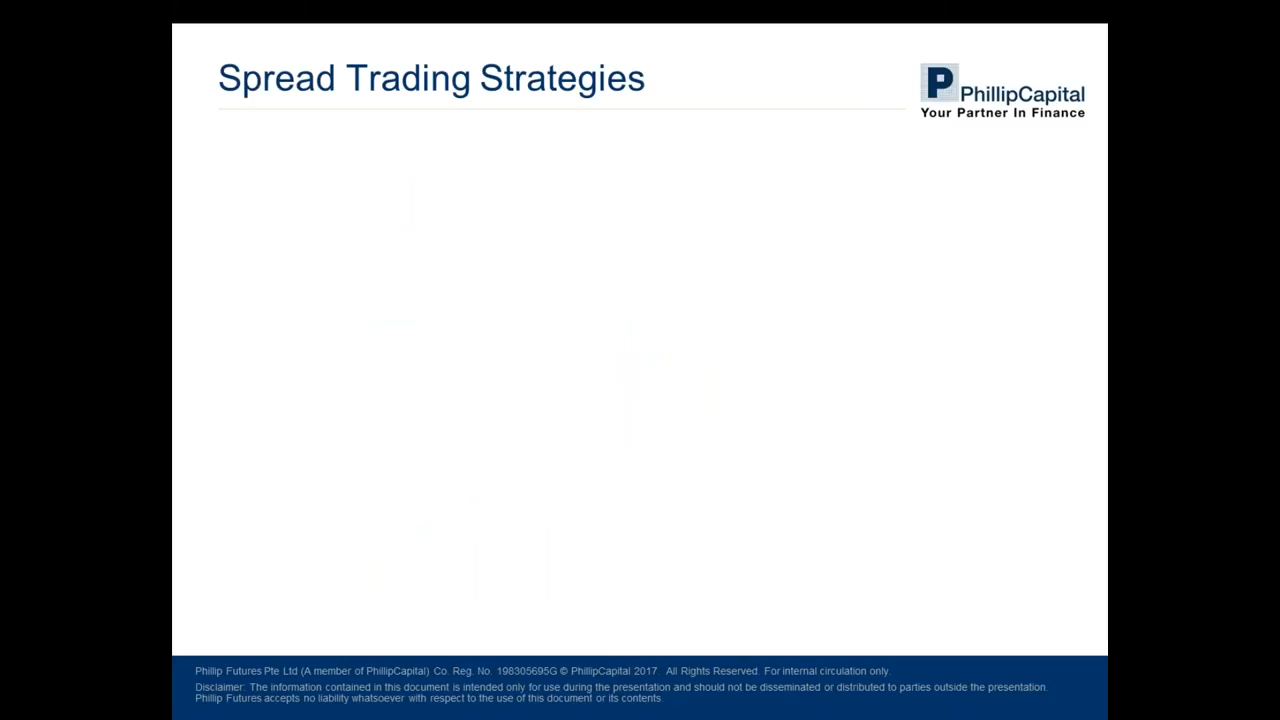 Spread Trading Strategies
P
PhillipCapital
Your Partner In Finance
Phillip Futures Pte Ltd (A member of PhillipCapital) Co. Reg. No. 198305695G © PhillipCapital 2017. All Rights Reserved. For internal circulation only.
Disclaimer: The information contained in this document is intended only for use during the presentation and should not be disseminated or distributed to parties outside the presentation.
Phillip Futures accepts no liability whatsoever with respect to the use of this document or its contents.